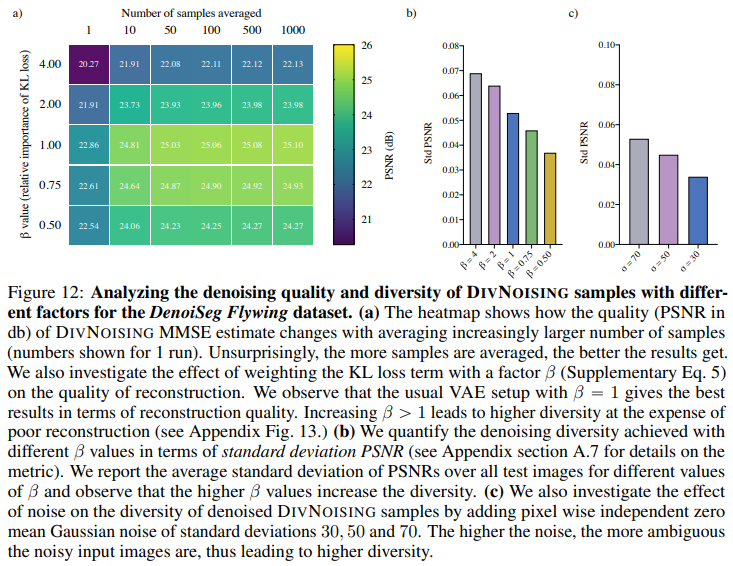 a)
Number of samples averaged
1 10 50 100 500 1000
β value (relative importance of KL loss)
4.00 20.27 21.91 22.08 22.11 22.12 22.13
2.00 21.91 23.73 23.93 23.96 23.98 23.98
1.00 22.86 24.81 25.03 25.06 25.08 25.10
0.75 22.61 24.64 24.87 24.90 24.92 24.93
0.50 22.54 24.06 24.23 24.25 24.27 24.27
26
25
24
23
22
21
PSNR (dB)
b)
Std PSNR
0.08
0.07
0.06
0.05
0.04
0.03
0.02
0.01
0.00
β = 4
β = 2
β = 1
β = 0.75
β = 0.50
c)
Std PSNR
0.10
0.08
0.06
0.04
0.02
0.00
σ = 70
σ = 50
σ = 30
Figure 12: Analyzing the denoising quality and diversity of DIVNOISING samples with differ-
ent factors for the DenoiSeg Flywing dataset. (a) The heatmap shows how the quality (PSNR in
db) of DIVNOISING MMSE estimate changes with averaging increasingly larger number of samples
(numbers shown for 1 run). Unsurprisingly, the more samples are averaged, the better the results get.
We also investigate the effect of weighting the KL loss term with a factor β (Supplementary Eq. 5)
on the quality of reconstruction. We observe that the usual VAE setup with β = 1 gives the best
results in terms of reconstruction quality. Increasing β > 1 leads to higher diversity at the expense of
poor reconstruction (see Appendix Fig. 13.) (b) We quantify the denoising diversity achieved with
different β values in terms of standard deviation PSNR (see Appendix section A.7 for details on the
metric). We report the average standard deviation of PSNRs over all test images for different values
of β and observe that the higher β values increase the diversity. (c) We also investigate the effect
of noise on the diversity of denoised DIVNOISING samples by adding pixel wise independent zero
mean Gaussian noise of standard deviations 30, 50 and 70. The higher the noise, the more ambiguous
the noisy input images are, thus leading to higher diversity.